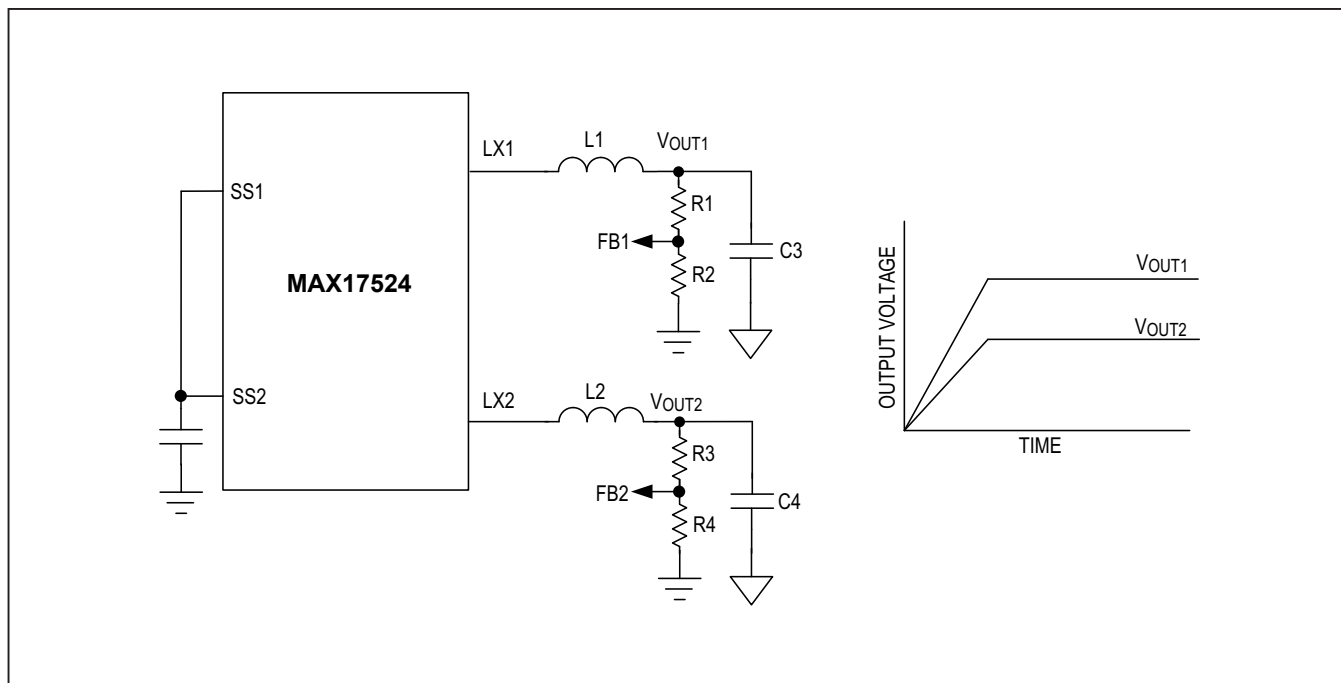 SS1
SS2
MAX17524
LX1
L1
VOUT1
R1
FB1
R2
C3
LX2
L2
VOUT2
R3
FB2
R4
C4
OUTPUT VOLTAGE
VOUT1
VOUT2
TIME